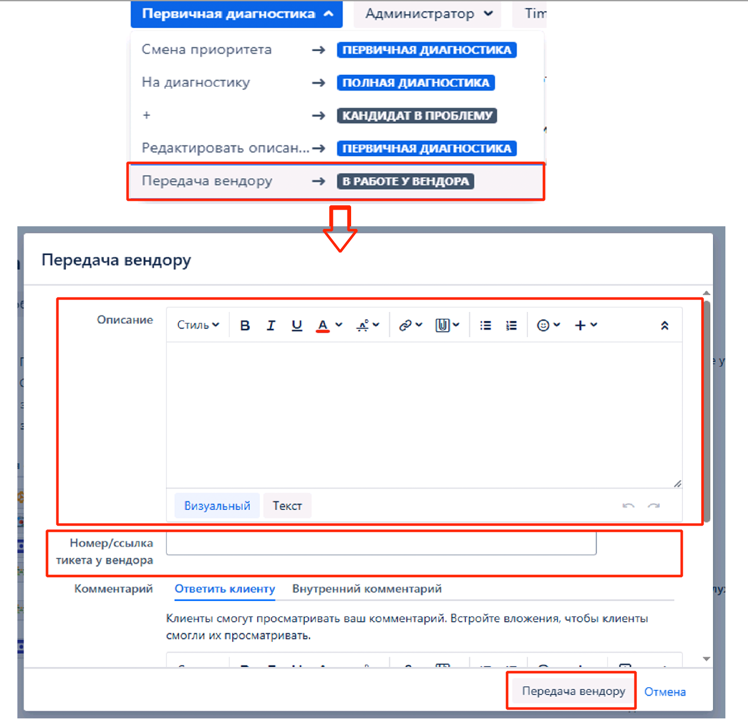 Первичная диагностика Администратор Tim
Смена приоритета → ПЕРВИЧНАЯ ДИАГНОСТИКА
На диагностику → ПОЛНАЯ ДИАГНОСТИКА
+ → КАНДИДАТ В ПРОБЛЕМУ
Редактировать описан... → ПЕРВИЧНАЯ ДИАГНОСТИКА
Передача вендору → В РАБОТЕ У ВЕНДОРА
Передача вендору
Описание
Стиль B I U A
Визуальный Текст
Номер/ссылка
тикета у вендора
Комментарий Ответить клиенту Внутренний комментарий
Клиенты смогут просматривать ваш комментарий. Встройте вложения, чтобы клиенты
смогли их просматривать.
Передача вендору Отмена